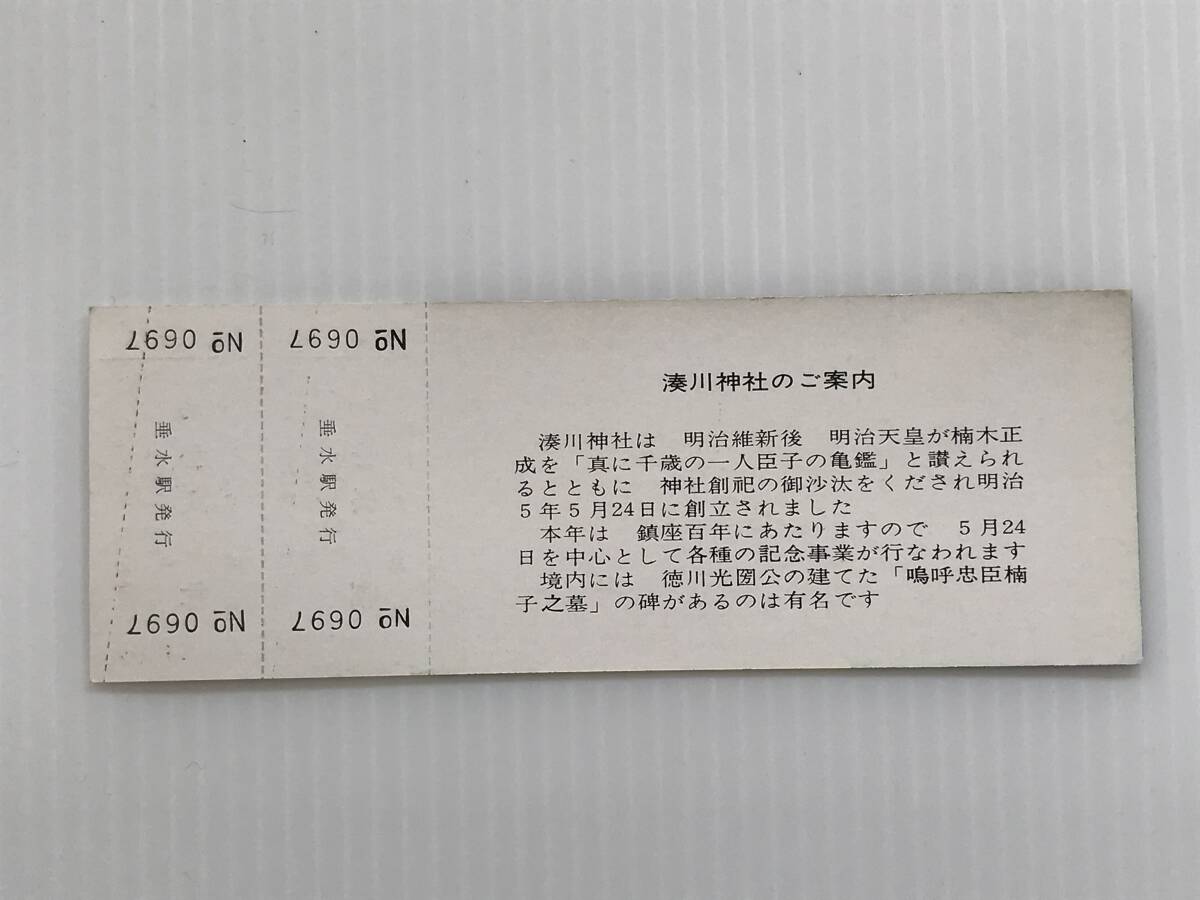 湊川神社のご案内
湊川神社は　明治維新後　明治天皇が楠木正
成を「真に千歳の一人臣子の亀鑑」と讃えられ
るとともに　神社創祀の御沙汰をくだされ明治
5年5月24日に創立されました
本年は　鎮座百年にあたりますので　5月24
日を中心として各種の記念事業が行なわれます
境内には　徳川光圀公の建てた「嗚呼忠臣楠
子之墓」の碑があるのは有名です
№ 0697
垂水駅発行
№ 0697
№ 0697
垂水駅発行
№ 0697